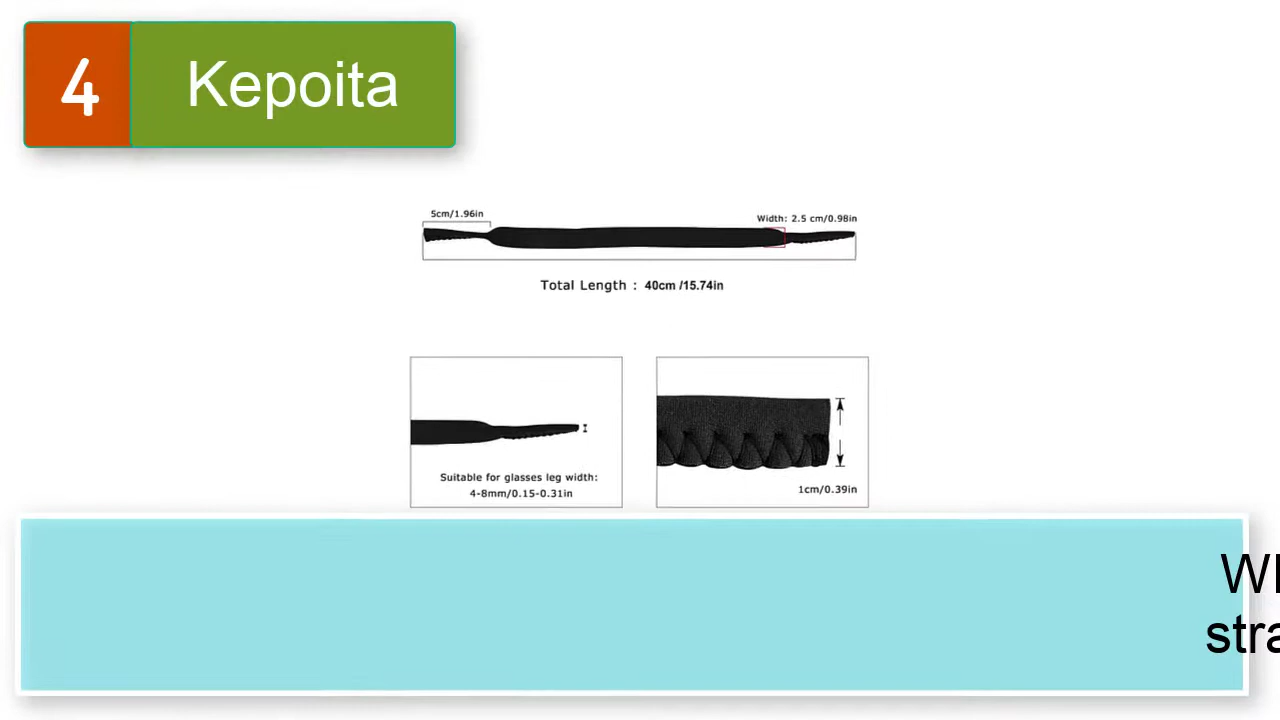 4
Kepoita
5cm/1.96in
Width: 2.5 cm/0.98in
Total Length : 40cm /15.74in
Suitable for glasses leg width:
4-8mm/0.15-0.31in
1cm/0.39in